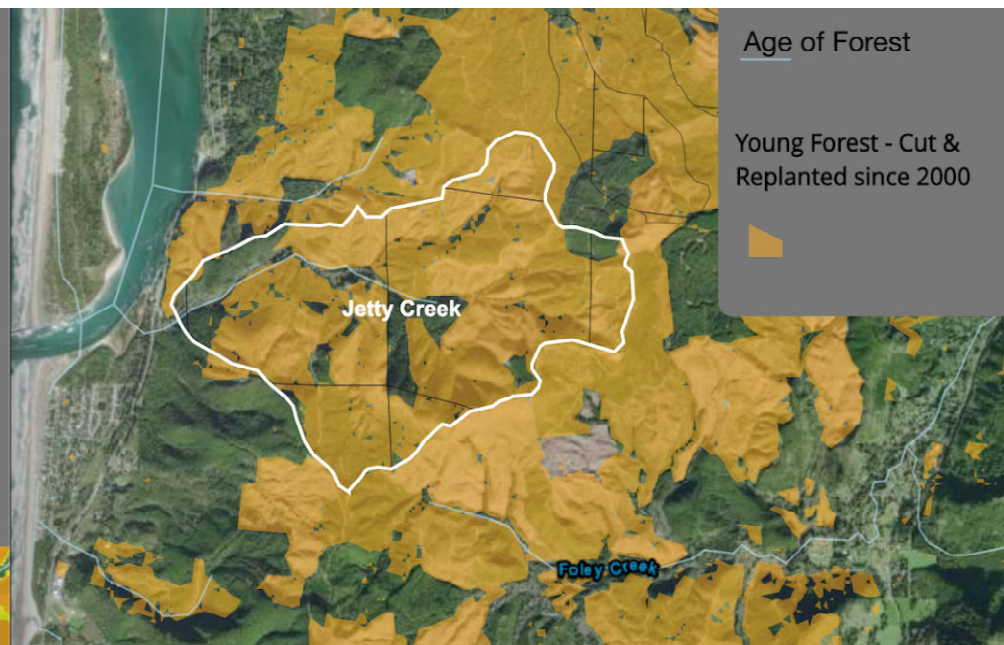 Age of Forest
Young Forest - Cut &
Replanted since 2000
Jetty Creek
Foley Creek